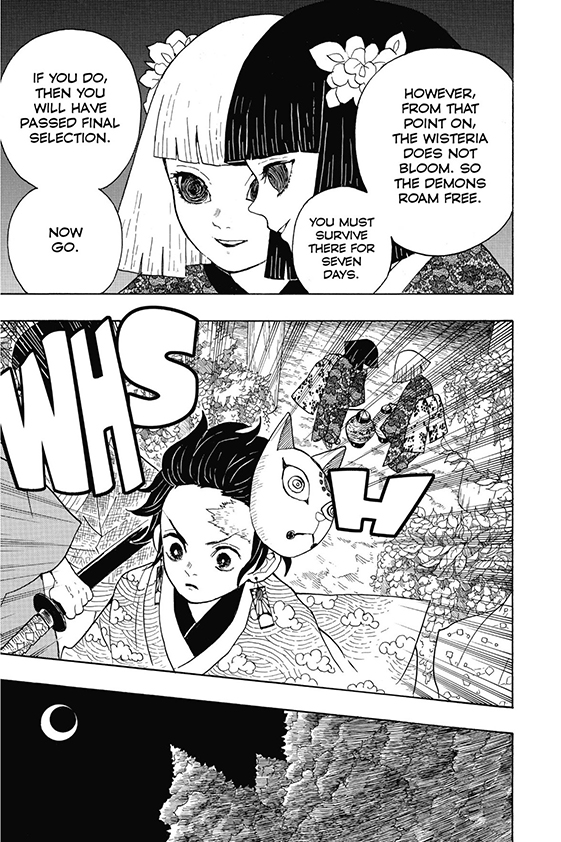 HOWEVER,
FROM THAT
POINT ON,
THE WISTERIA
DOES NOT
BLOOM. SO
THE DEMONS
ROAM FREE.
YOU MUST
SURVIVE
THERE FOR
SEVEN
DAYS.
IF YOU DO,
THEN YOU
WILL HAVE
PASSED FINAL
SELECTION.
NOW
GO.
WHSH